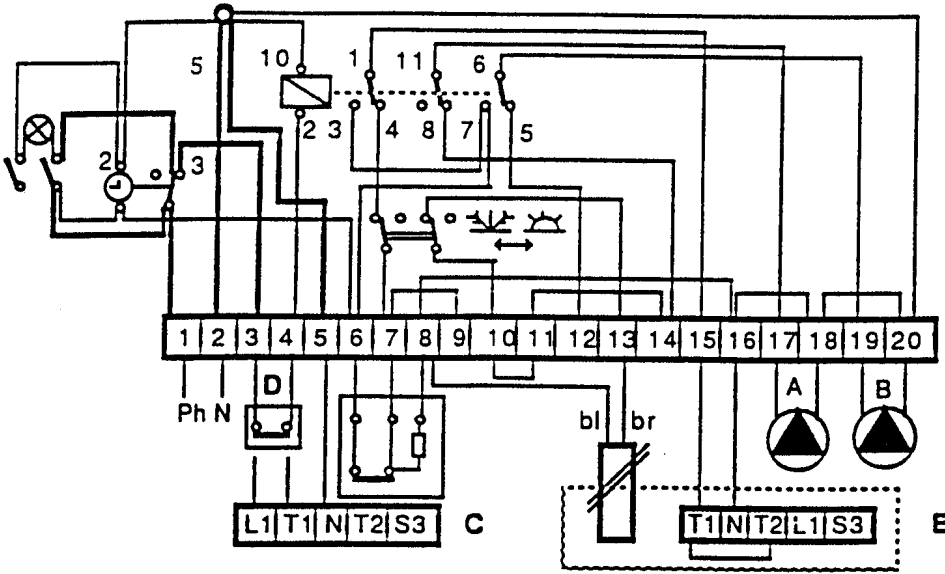 5 10 1 11 6
2 3 2 3 4 8 7 5
1 2 3 4 5 6 7 8 9 10 11 12 13 14 15 16 17 18 19 20
Ph N D A B
bl br
L1 T1 N T2 S3 C
T1 N T2 L1 S3 E